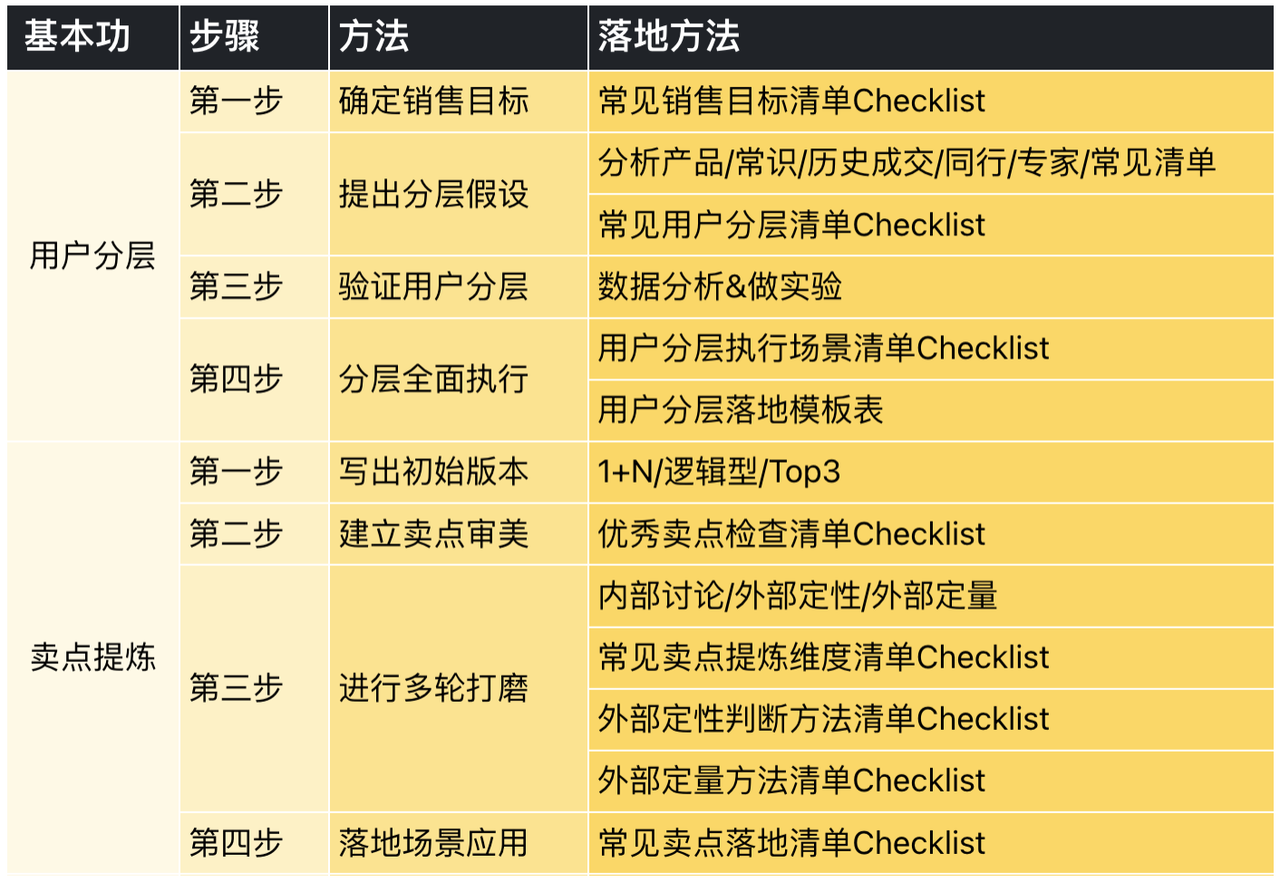 基本功 步骤 方法 落地方法
第一步 确定销售目标 常见销售目标清单Checklist
分析产品/常识/历史成交/同行/专家/常见清单
第二步 提出分层假设
常见用户分层清单Checklist
用户分层
第三步 验证用户分层 数据分析&做实验
用户分层执行场景清单Checklist
第四步 分层全面执行
用户分层落地模板表
第一步 写出初始版本 1+N/逻辑型/Top3
第二步 建立卖点审美 优秀卖点检查清单Checklist
内部讨论/外部定性/外部定量
常见卖点提炼维度清单Checklist
卖点提炼
第三步 进行多轮打磨
外部定性判断方法清单Checklist
外部定量方法清单Checklist
第四步 落地场景应用 常见卖点落地清单Checklist